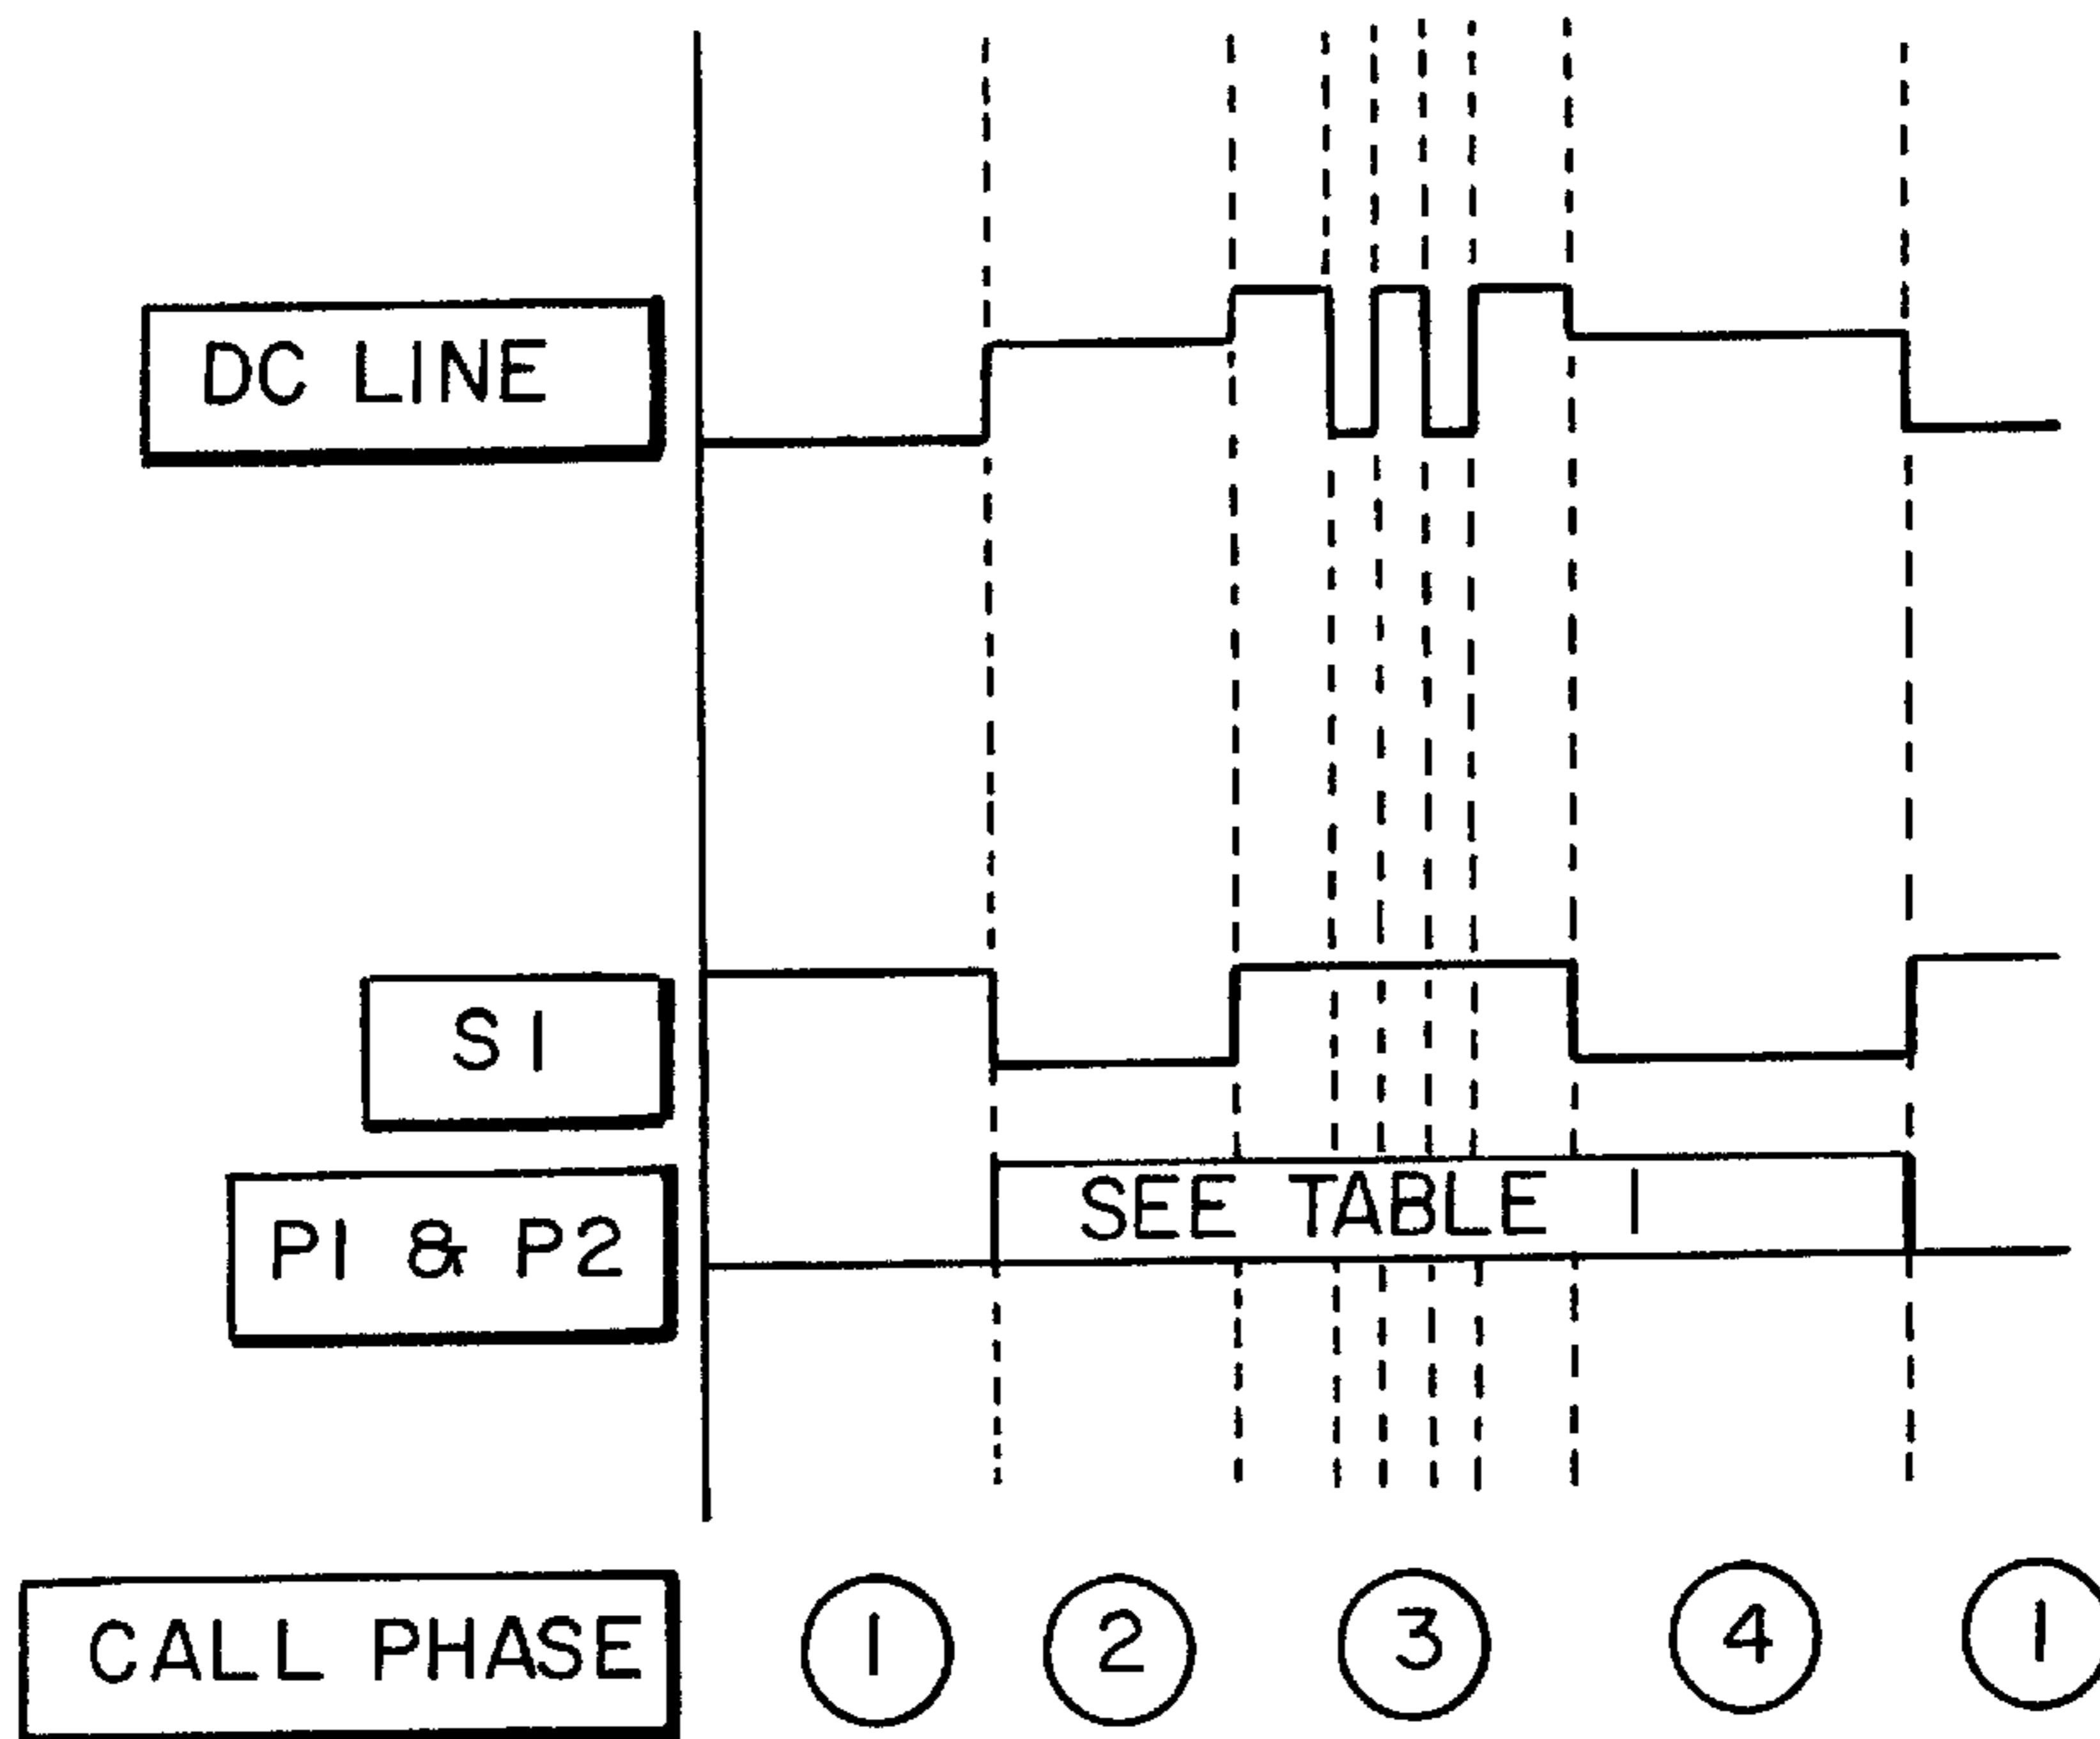 DC LINE
S1
P1 & P2
SEE TABLE 1
CALL PHASE
1 2 3 4 1